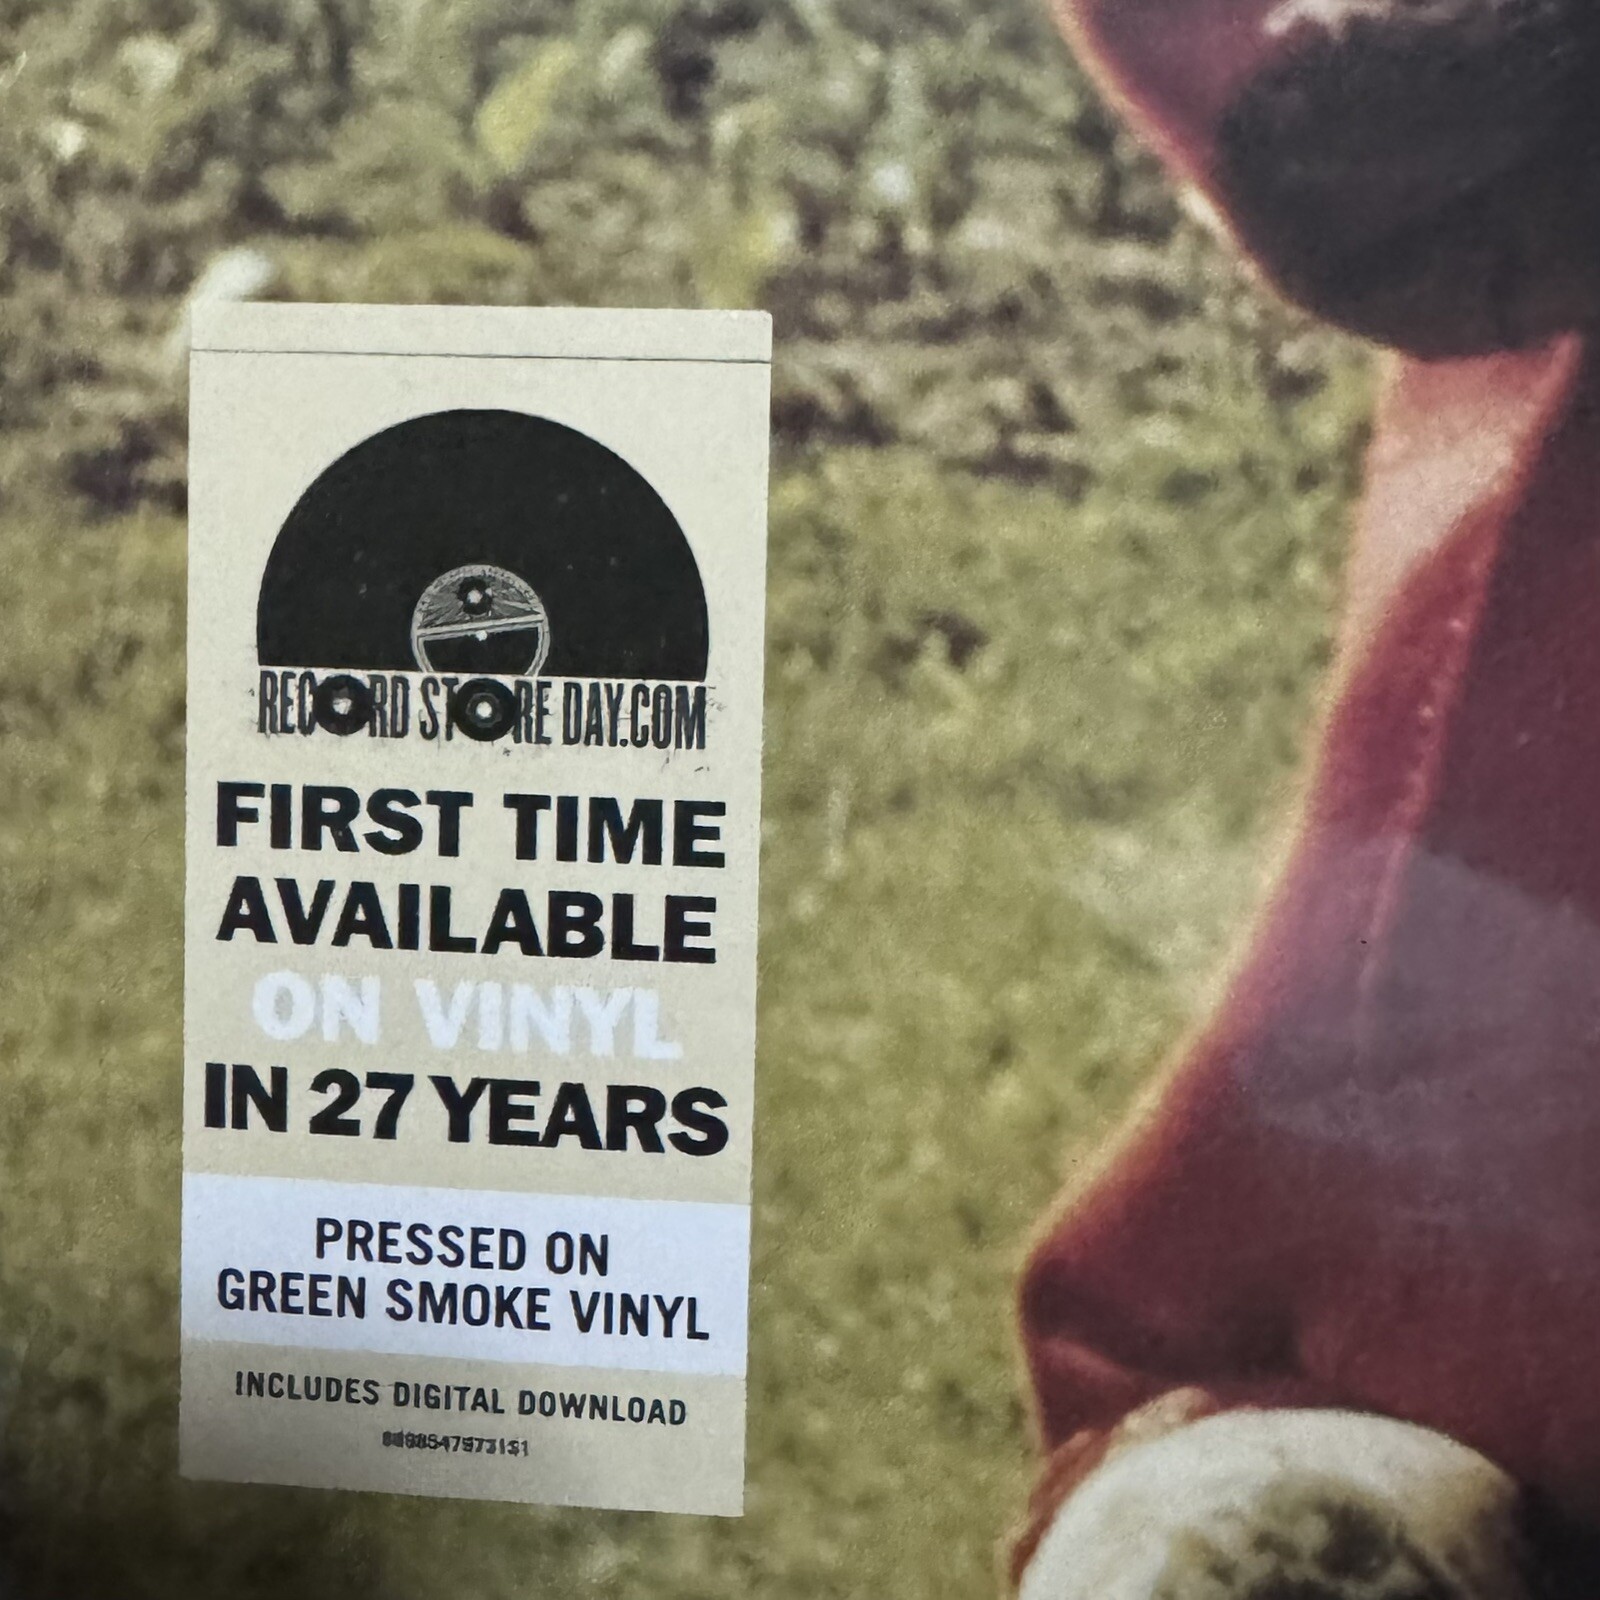 RECORD STORE DAY.COM
FIRST TIME
AVAILABLE
ON VINYL
IN 27 YEARS
PRESSED ON
GREEN SMOKE VINYL
INCLUDES DIGITAL DOWNLOAD